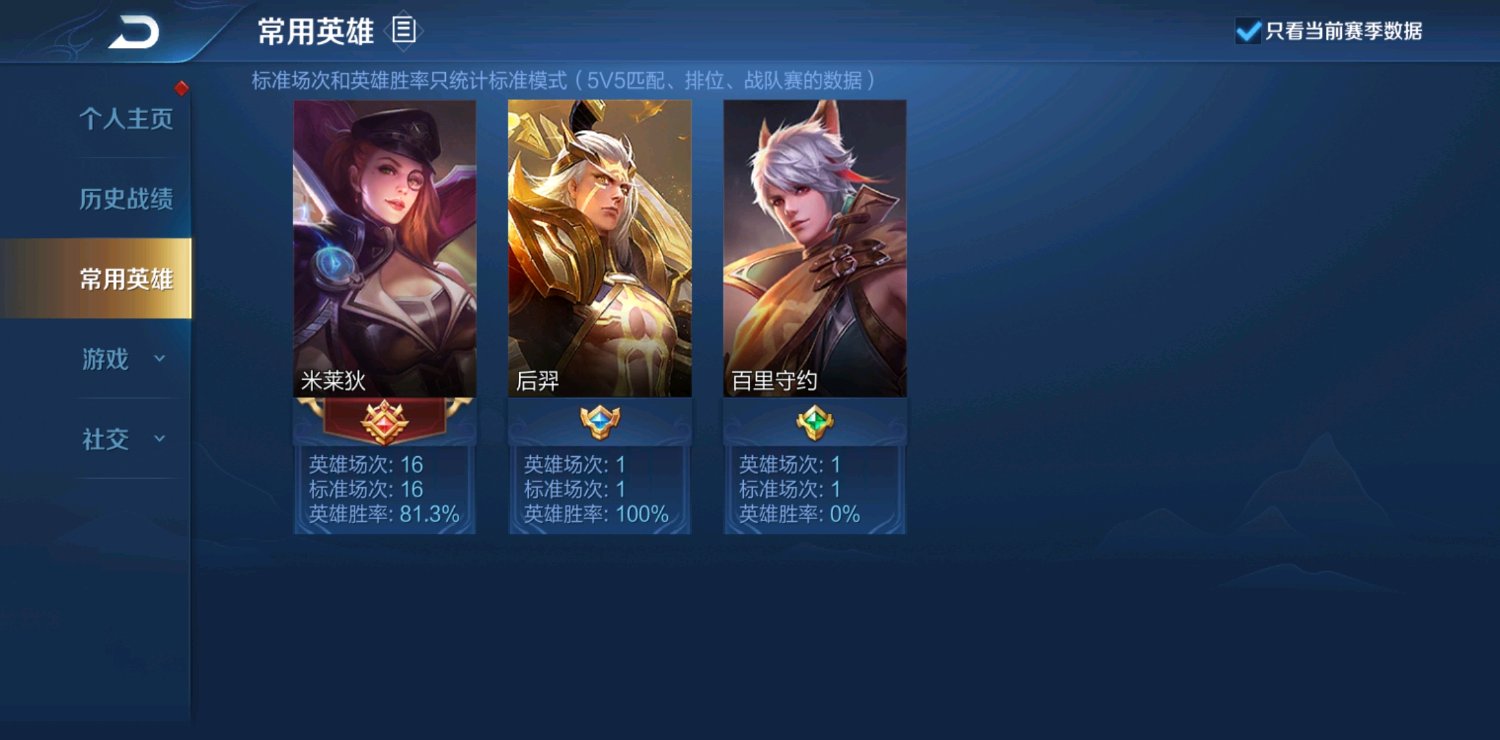 常用英雄
只看当前赛季数据
标准场次和英雄胜率只统计标准模式（5V5匹配、排位、战队赛的数据）
个人主页
历史战绩
常用英雄
游戏
社交
米莱狄
英雄场次: 16
标准场次: 16
英雄胜率: 81.3%
后羿
英雄场次: 1
标准场次: 1
英雄胜率: 100%
百里守约
英雄场次: 1
标准场次: 1
英雄胜率: 0%